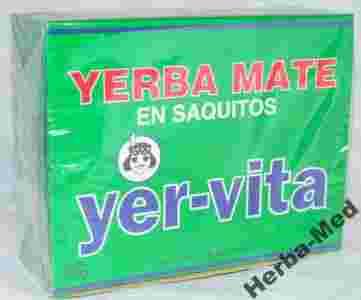 YERBA MATE
EN SAQUITOS
yer-vita
Herba-Med